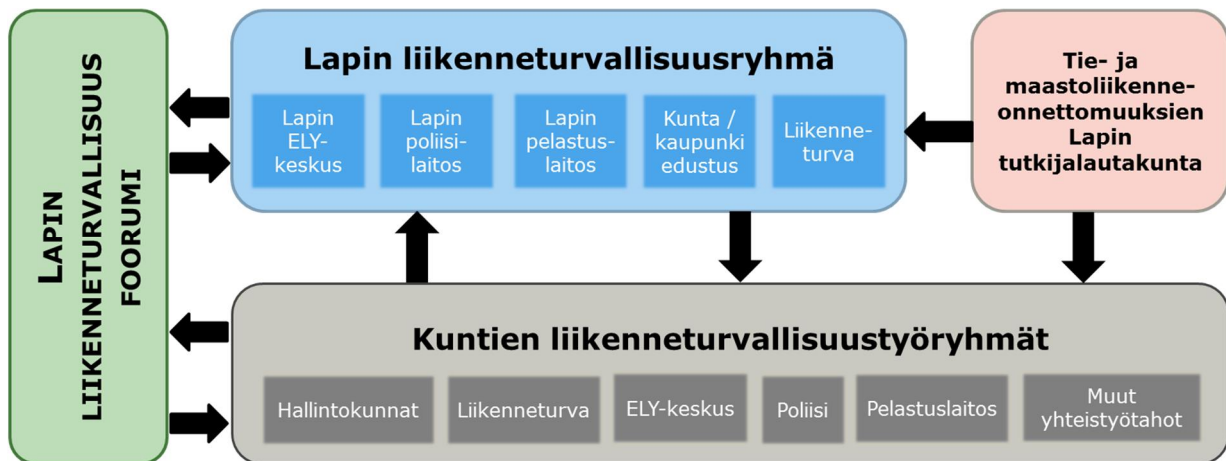 LAPIN
LIIKENNETURVALLISUUS
FOORUMI
Lapin liikenneturvallisuusryhmä
Lapin
ELY-
keskus
Lapin
poliisi-
laitos
Lapin
pelastus-
laitos
Kunta /
kaupunki
edustus
Liikenne-
turva
Tie- ja
maastoliikenne-
onnettomuuksien
Lapin
tutkijalautakunta
Kuntien liikenneturvallisuustyöryhmät
Hallintokunnat
Liikenneturva
ELY-keskus
Poliisi
Pelastuslaitos
Muut
yhteistyötahot